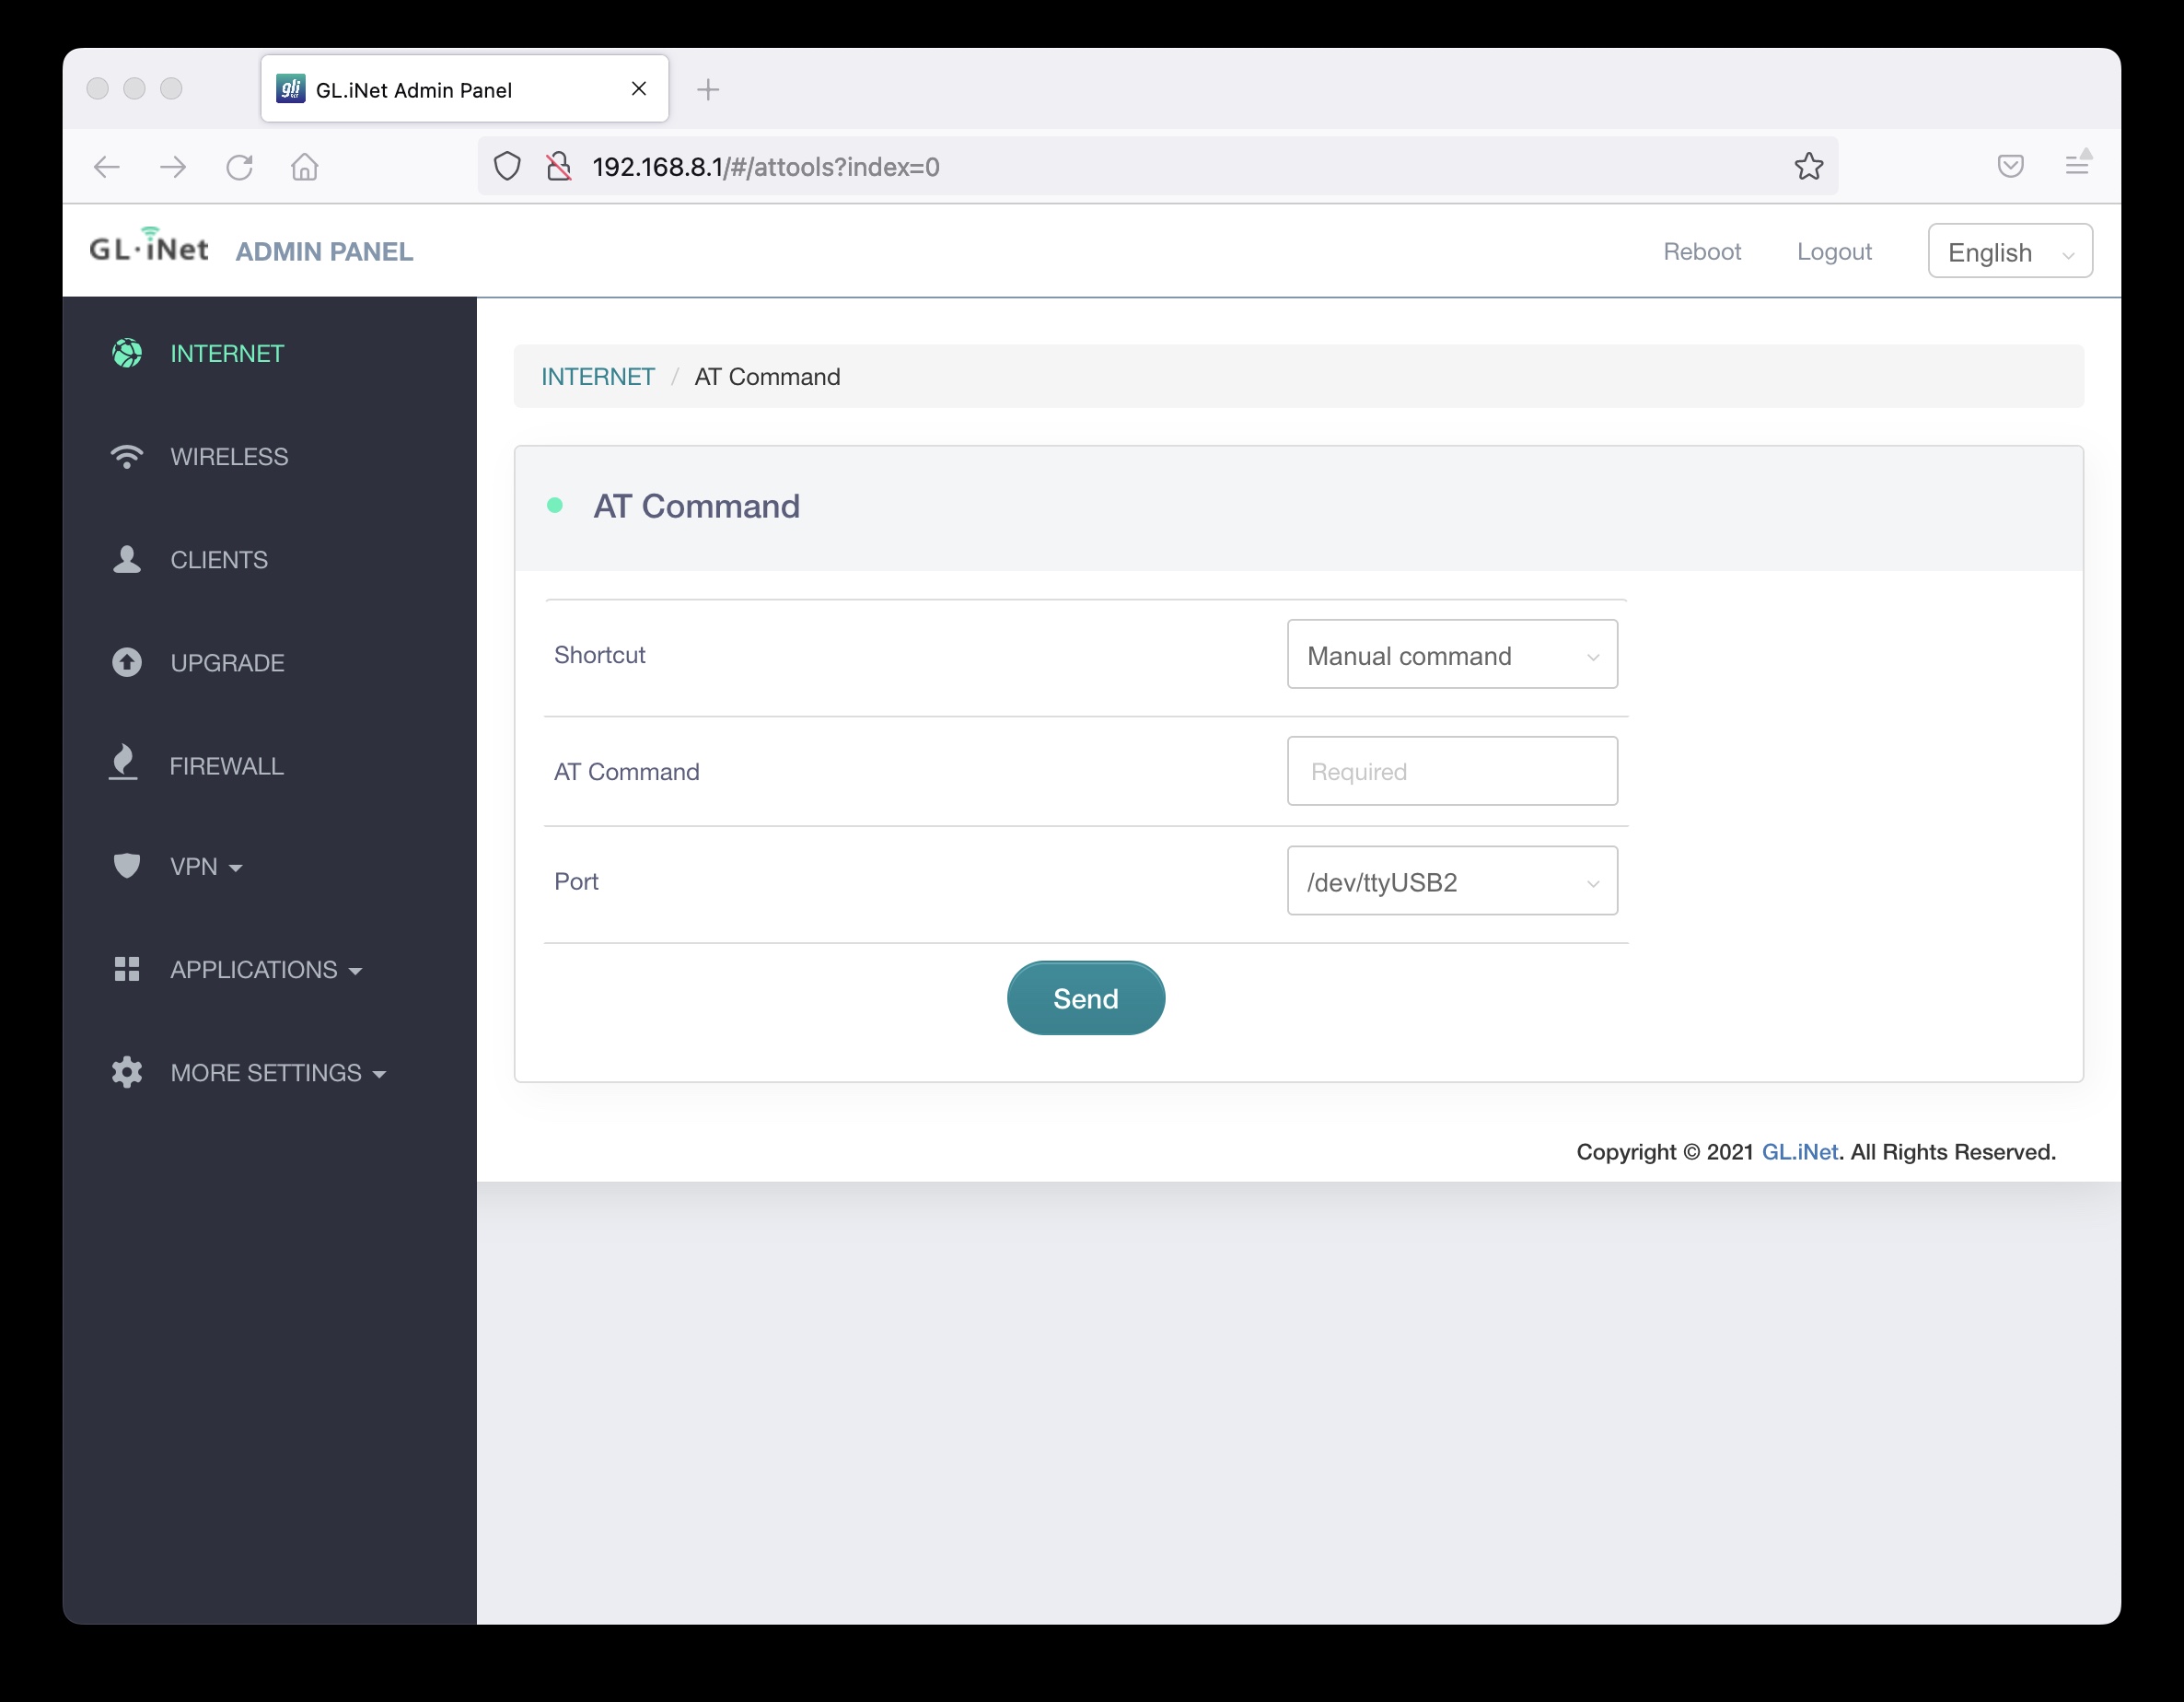 gli
GL.iNet Admin Panel
192.168.8.1/#/attools?index=0
GL·iNet ADMIN PANEL
Reboot Logout English
INTERNET
WIRELESS
CLIENTS
UPGRADE
FIREWALL
VPN
APPLICATIONS
MORE SETTINGS
INTERNET / AT Command
AT Command
Shortcut Manual command
AT Command Required
Port /dev/ttyUSB2
Send
Copyright © 2021 GL.iNet. All Rights Reserved.